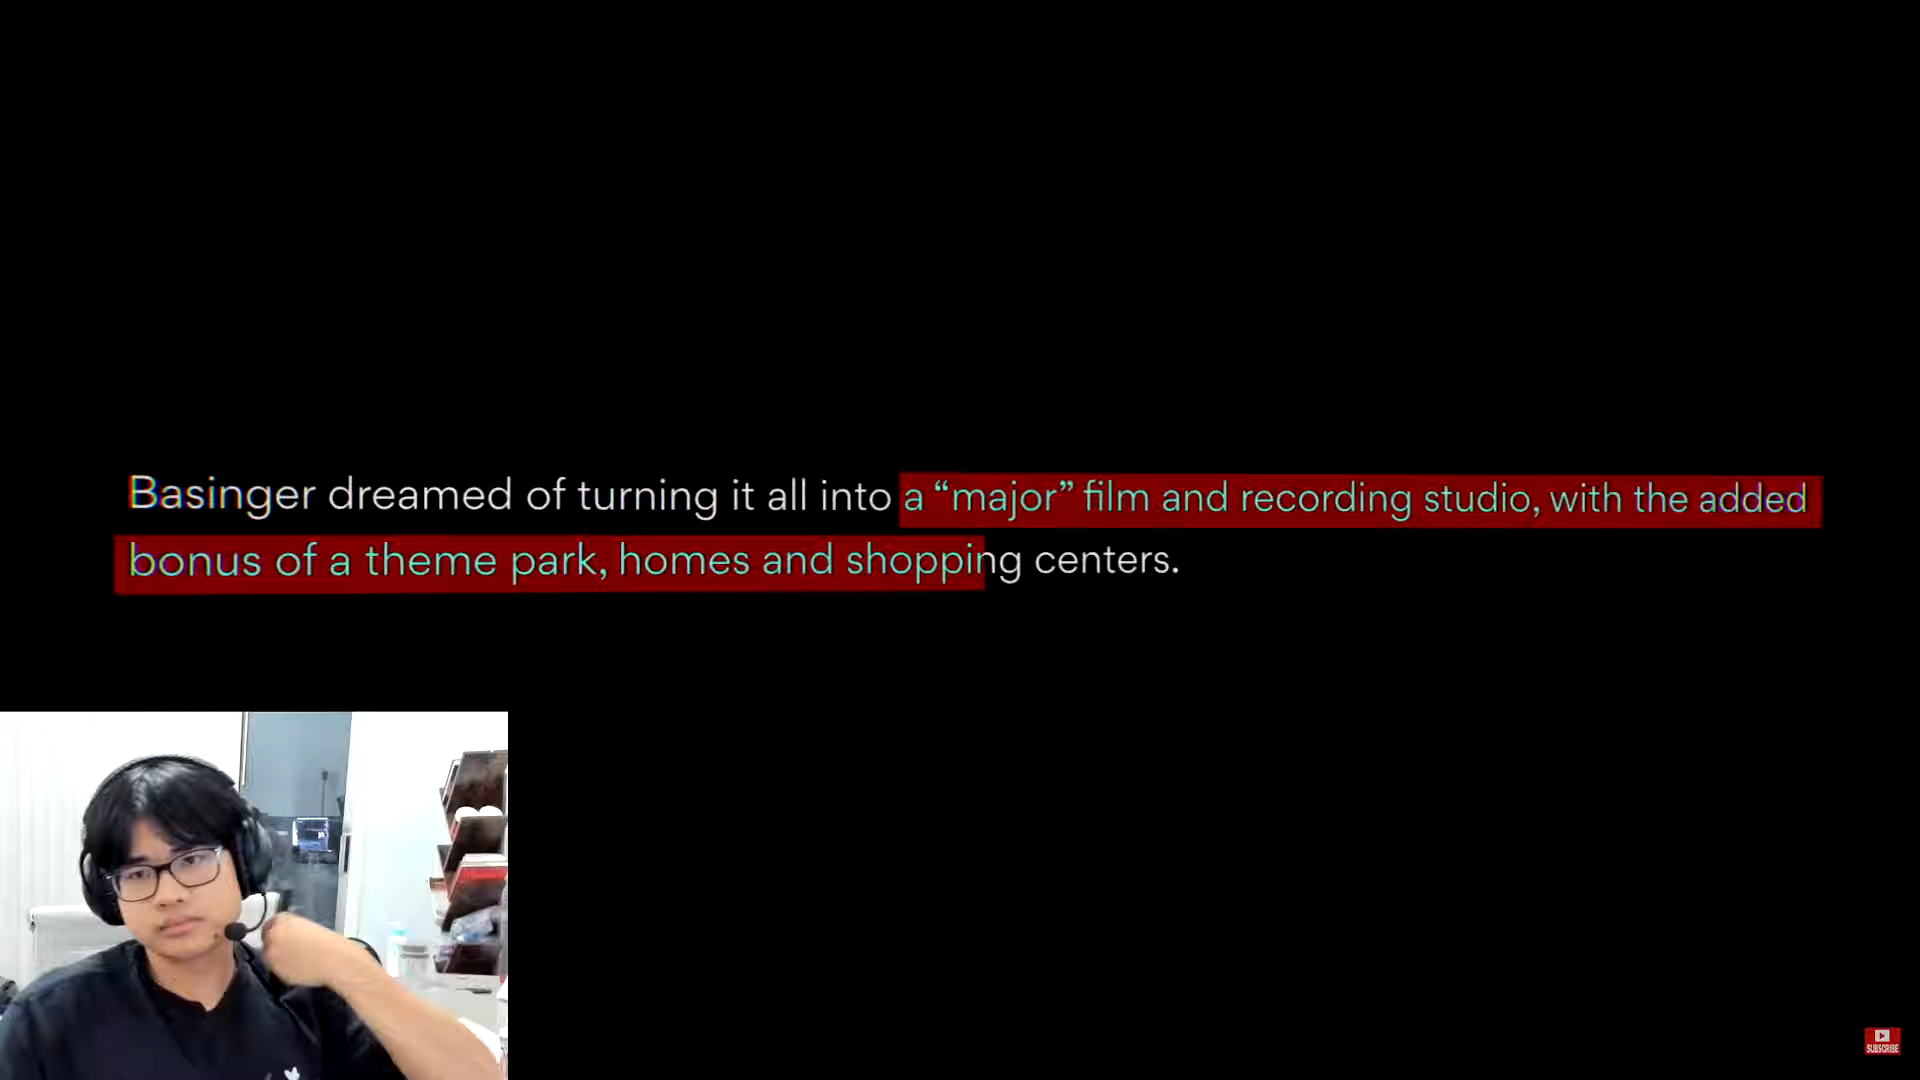 Basinger dreamed of turning it all into a “major” film and recording studio, with the added
bonus of a theme park, homes and shopping centers.
SUBSCRIBE